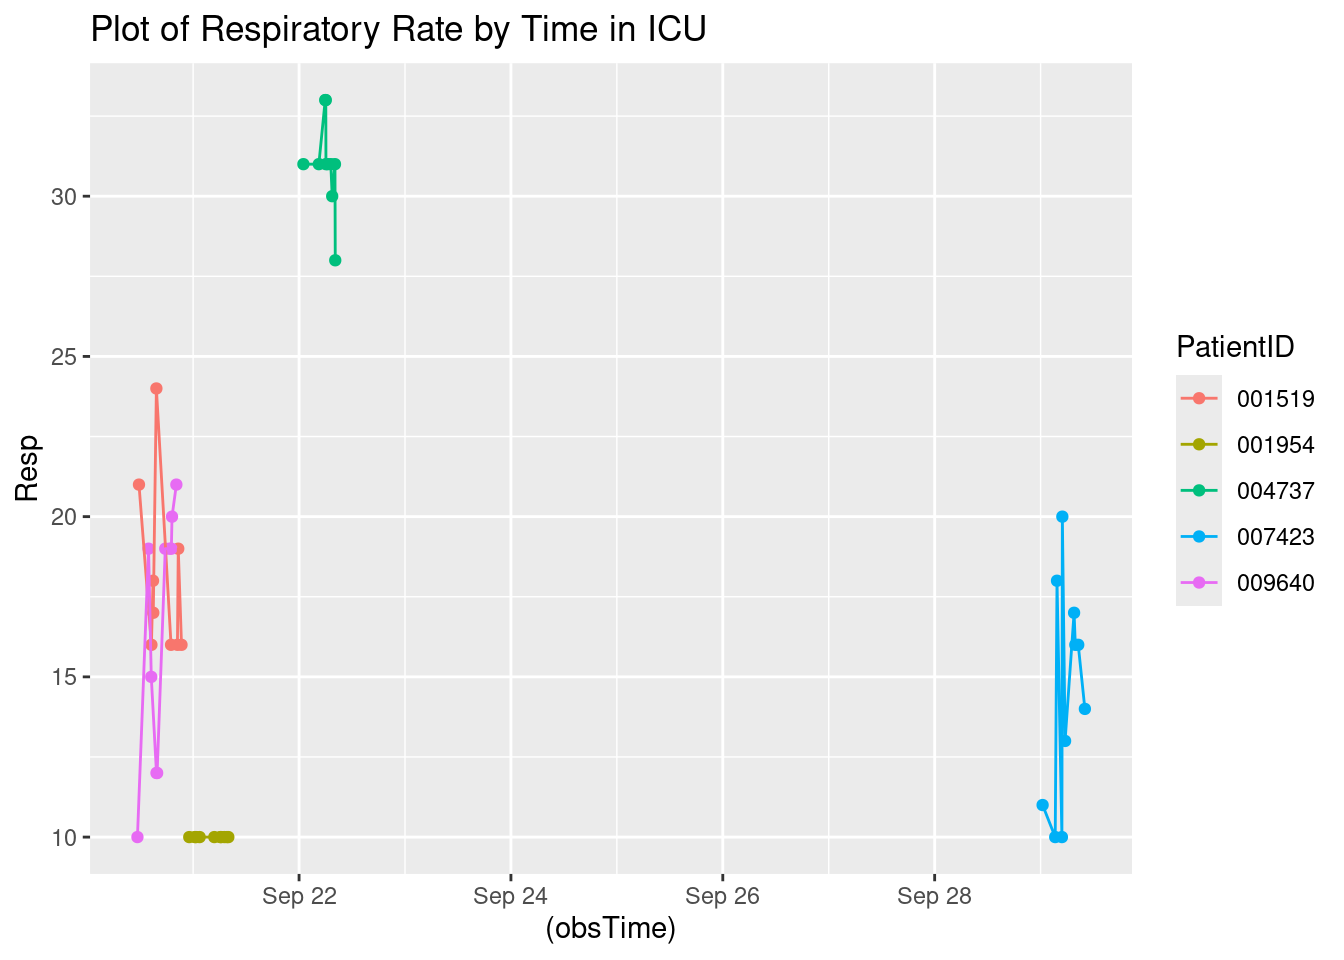 Plot of Respiratory Rate by Time in ICU
30
25
20
15
10
Resp
Sep 22
Sep 24
Sep 26
Sep 28
(obsTime)
PatientID
001519
001954
004737
007423
009640